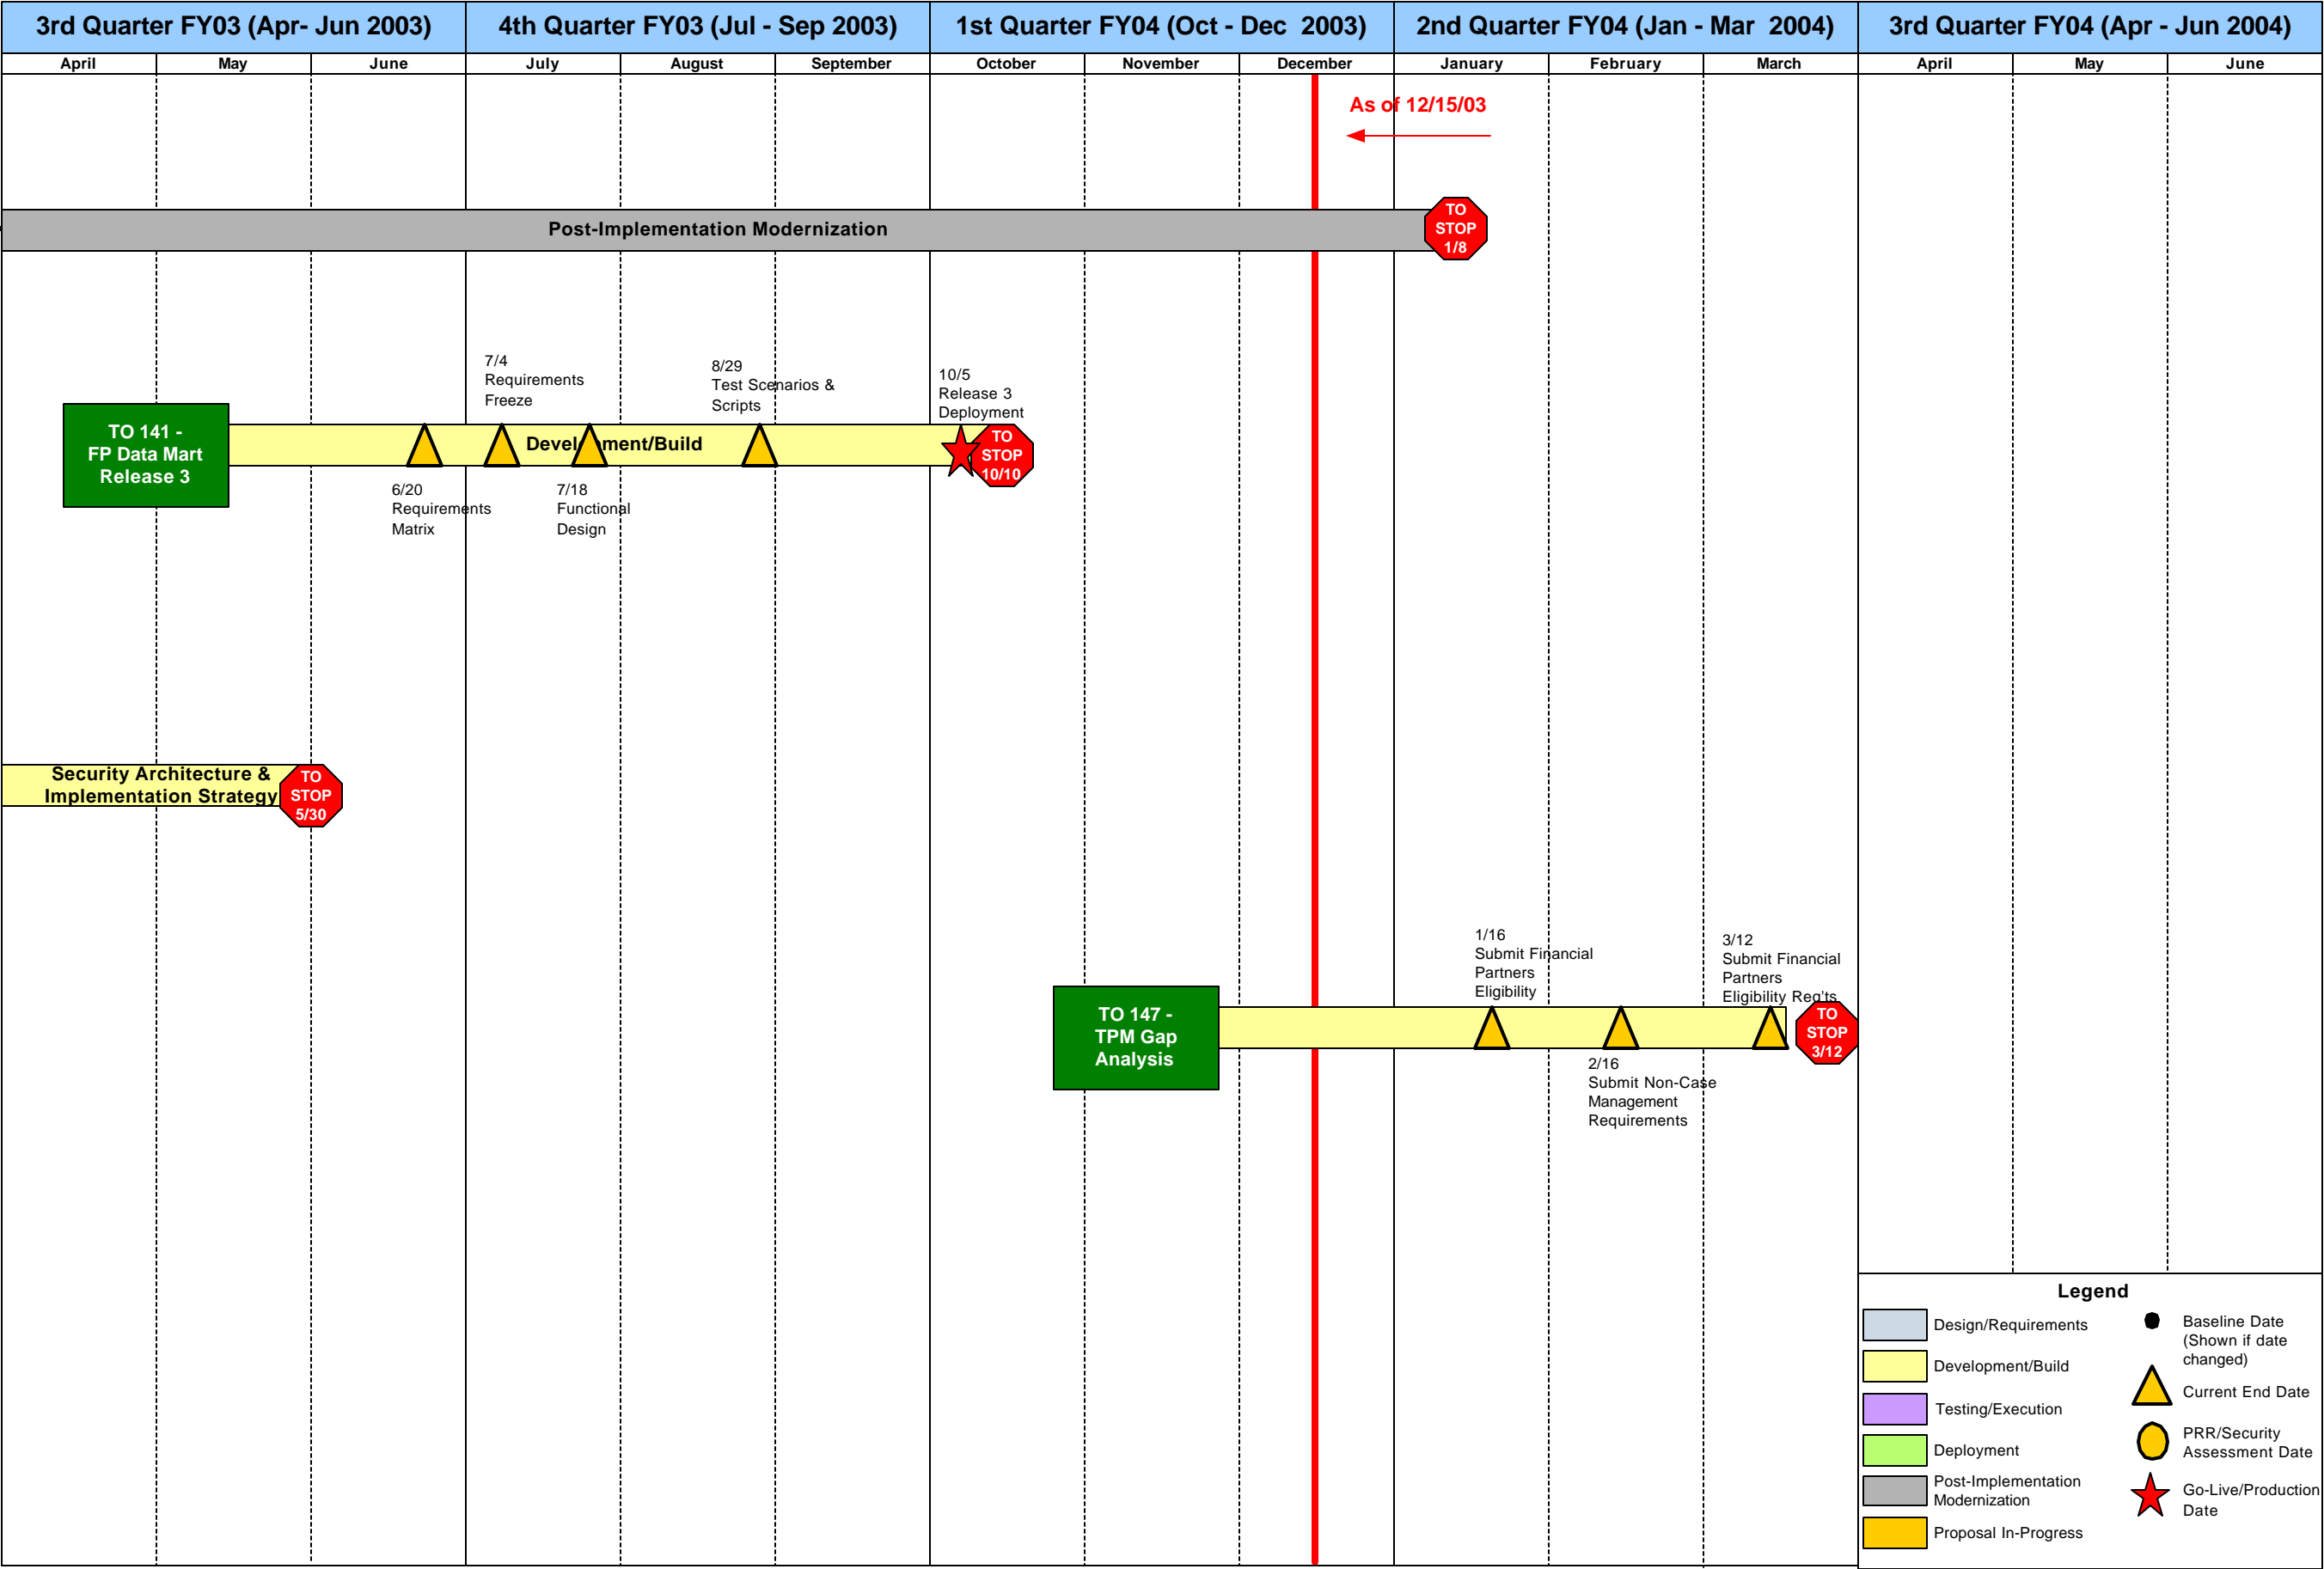 3rd Quarter FY03 (Apr- Jun 2003)
4th Quarter FY03 (Jul - Sep 2003)
1st Quarter FY04 (Oct - Dec 2003)
2nd Quarter FY04 (Jan - Mar 2004)
3rd Quarter FY04 (Apr - Jun 2004)
April
May
June
July
August
September
October
November
December
January
February
March
April
May
June
As of 12/15/03
Post-Implementation Modernization
TO
STOP
1/8
7/4
Requirements
Freeze
8/29
Test Scenarios &
Scripts
10/5
Release 3
Deployment
TO 141 -
FP Data Mart
Release 3
Development/Build
TO
STOP
10/10
6/20
Requirements
Matrix
7/18
Functional
Design
Security Architecture &
Implementation Strategy
TO
STOP
5/30
1/16
Submit Financial
Partners
Eligibility
3/12
Submit Financial
Partners
Eligibility Req'ts
TO 147 -
TPM Gap
Analysis
TO
STOP
3/12
2/16
Submit Non-Case
Management
Requirements
Legend
Design/Requirements
Development/Build
Testing/Execution
Deployment
Post-Implementation
Modernization
Proposal In-Progress
Baseline Date
(Shown if date
changed)
Current End Date
PRR/Security
Assessment Date
Go-Live/Production
Date